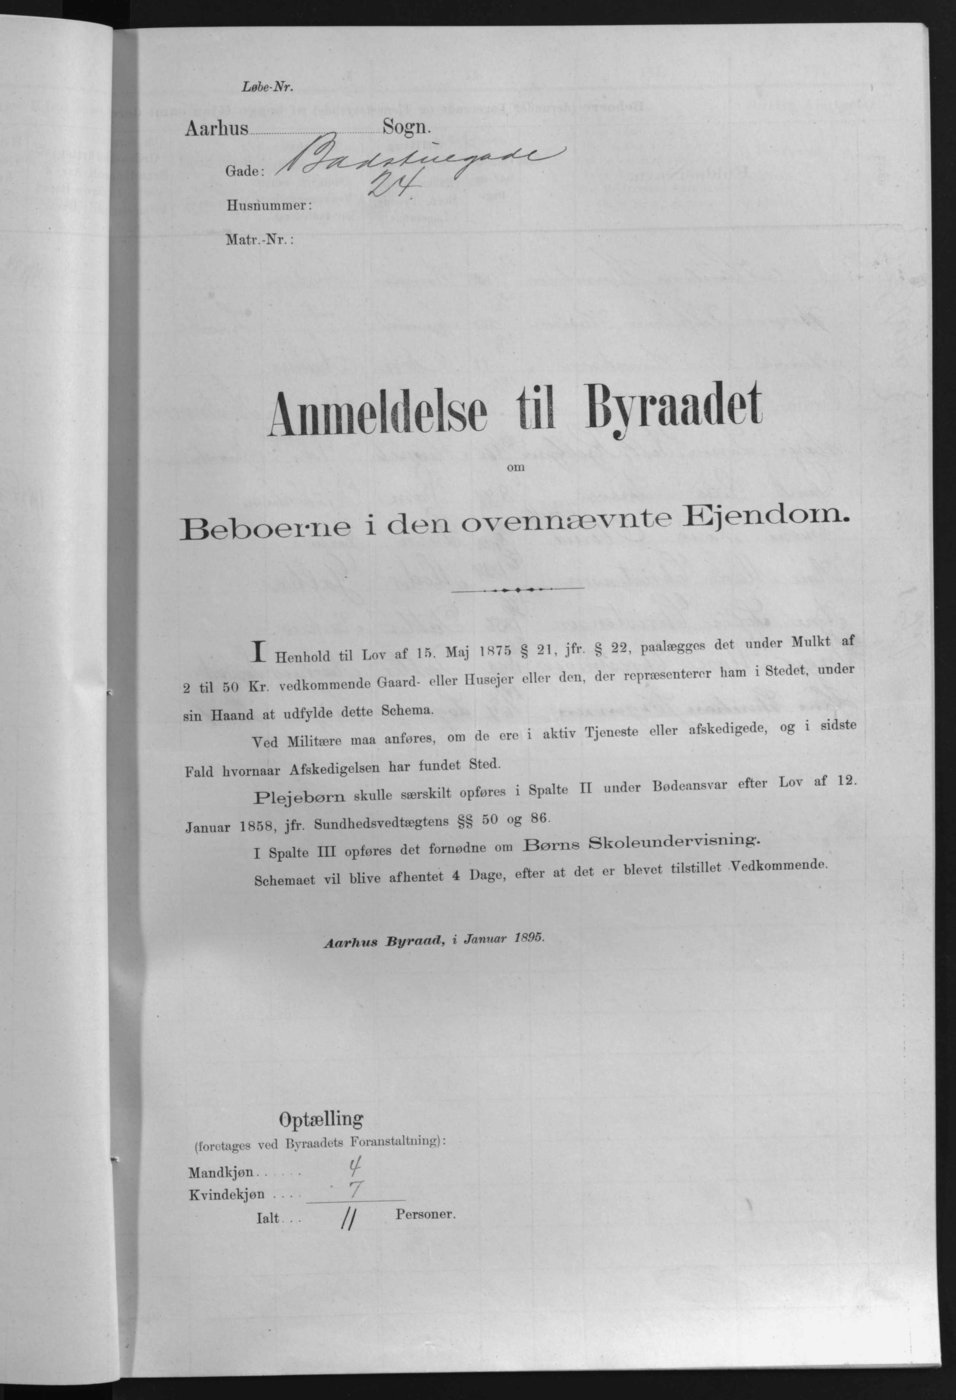 Løbe-Nr.
Aarhus Sogn.
Gade: Badstuegade
24.
Husnummer:
Matr.-Nr.:
Anmeldelse til Byraadet
om
Beboerne i den ovennævnte Ejendom.
I Henhold til Lov af 15. Maj 1875 § 21, jfr. § 22, paalægges det under Mulkt af
2 til 50 Kr. vedkommende Gaard- eller Husejer eller den, der repræsenterer ham i Stedet, under
sin Haand at udfylde dette Schema.
Ved Militære maa anføres, om de ere i aktiv Tjeneste eller afskedigede, og i sidste
Fald hvornaar Afskedigelsen har fundet Sted.
Plejebørn skulle særskilt opføres i Spalte II under Bødeansvar efter Lov af 12.
Januar 1858, jfr. Sundhedsvedtægtens §§ 50 og 86.
I Spalte III opføres det fornødne om Børns Skoleundervisning.
Schemaet vil blive afhentet 4 Dage, efter at det er blevet tilstillet Vedkommende.
Aarhus Byraad, i Januar 1895.
Optælling
(foretages ved Byraadets Foranstaltning):
Mandkjøn...... 4
Kvindekjøn .... 7
Ialt... 11 Personer.